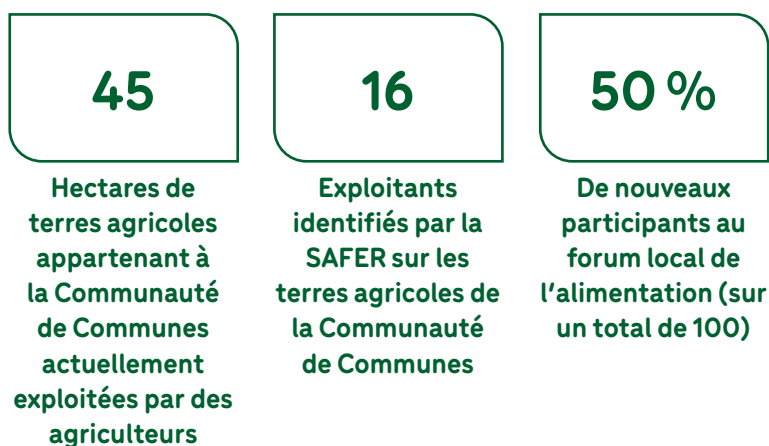 45
Hectares de
terres agricoles
appartenant à
la Communauté
de Communes
actuellement
exploitées par des
agriculteurs
16
Exploitants
identifiés par la
SAFER sur les
terres agricoles de
la Communauté
de Communes
50 %
De nouveaux
participants au
forum local de
l'alimentation (sur
un total de 100)